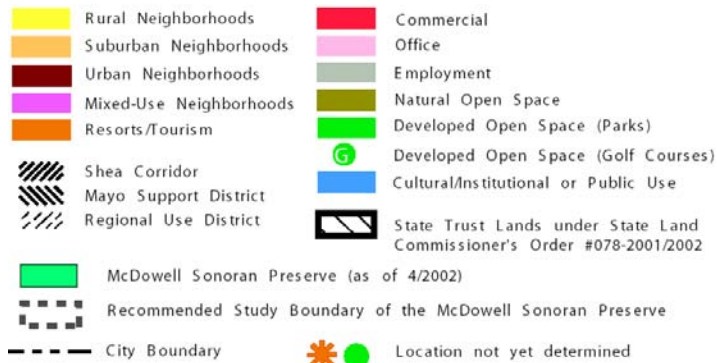 Rural Neighborhoods
Suburban Neighborhoods
Urban Neighborhoods
Mixed-Use Neighborhoods
Resorts/Tourism
Shea Corridor
Mayo Support District
Regional Use District
Commercial
Office
Employment
Natural Open Space
Developed Open Space (Parks)
G Developed Open Space (Golf Courses)
Cultural/Institutional or Public Use
State Trust Lands under State Land
Commissioner's Order #078-2001/2002
McDowell Sonoran Preserve (as of 4/2002)
Recommended Study Boundary of the McDowell Sonoran Preserve
City Boundary
Location not yet determined